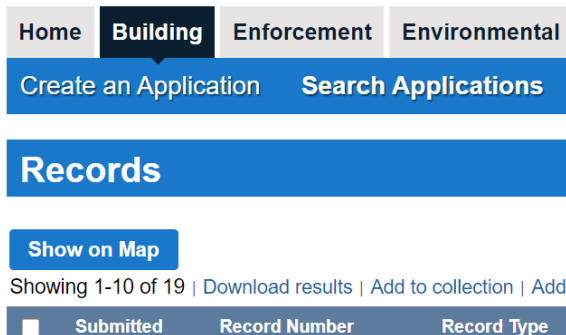 Home Building Enforcement Environmental
Create an Application Search Applications
Records
Show on Map
Showing 1-10 of 19 | Download results | Add to collection | Add
Submitted Record Number Record Type